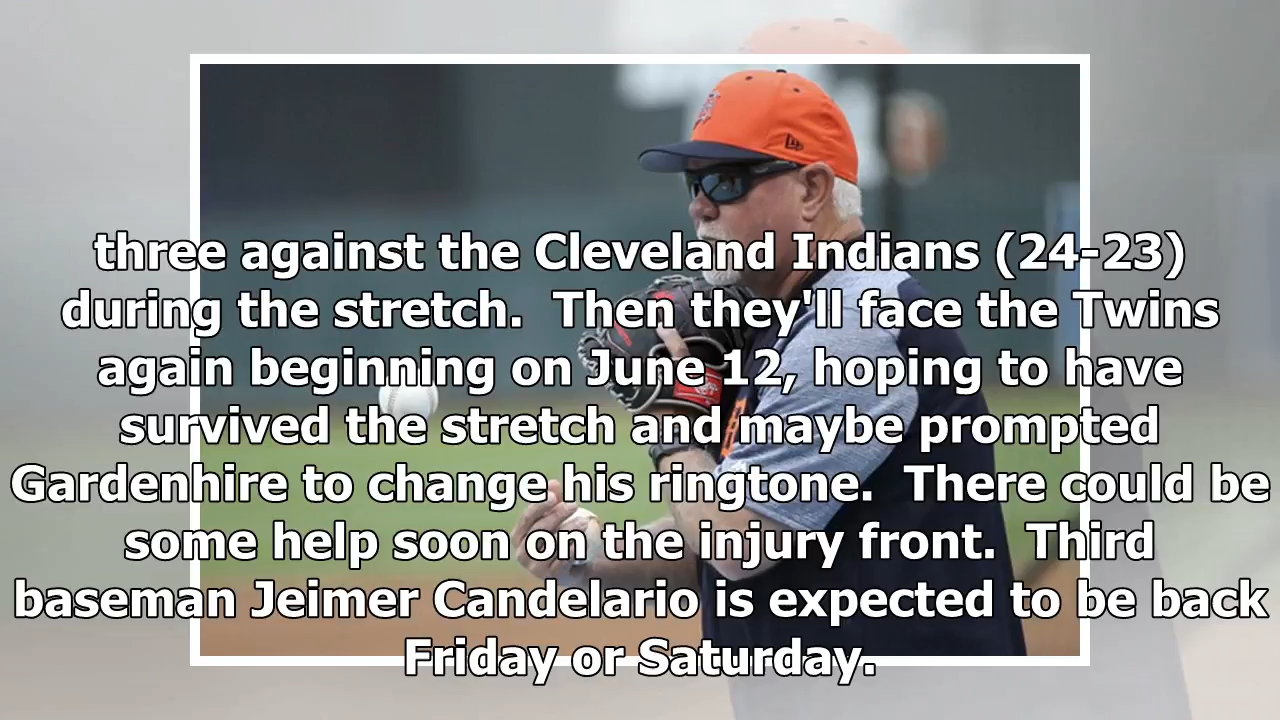 three against the Cleveland Indians (24-23)
during the stretch.  Then they'll face the Twins
again beginning on June 12, hoping to have
survived the stretch and maybe prompted
Gardenhire to change his ringtone.  There could be
some help soon on the injury front.  Third
baseman Jeimer Candelario is expected to be back
Friday or Saturday.